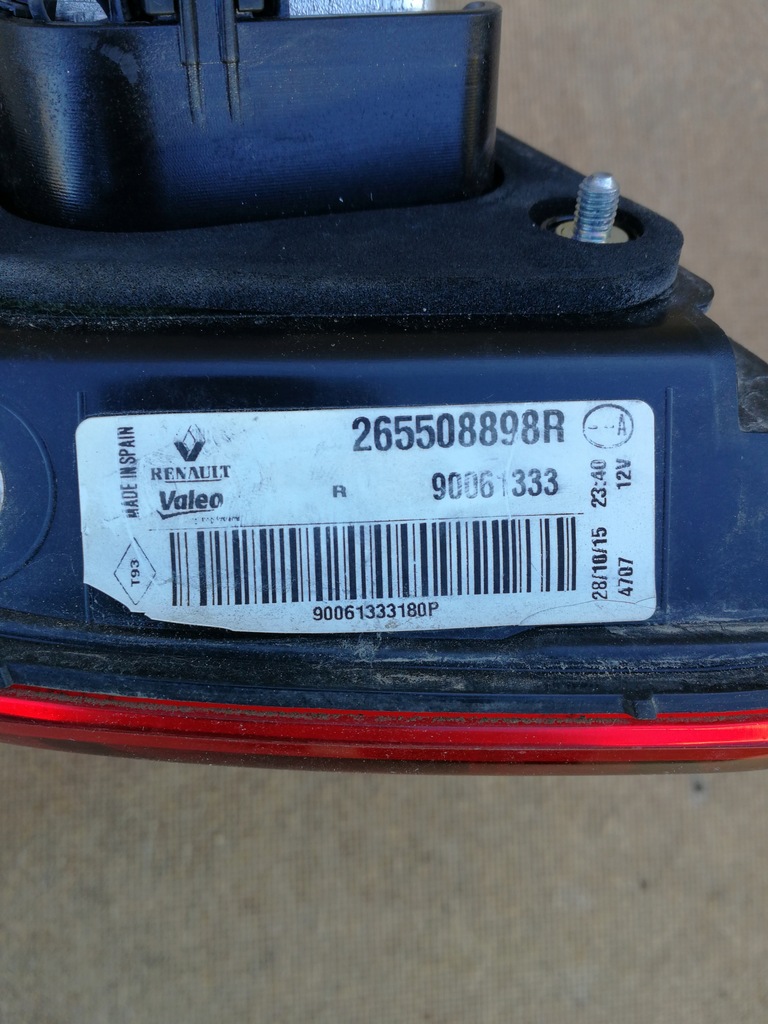 MADE IN SPAIN
RENAULT
Valeo
265508898R
--A
R
90061333
T93
90061333180P
28/10/15 23:40
4707 12V